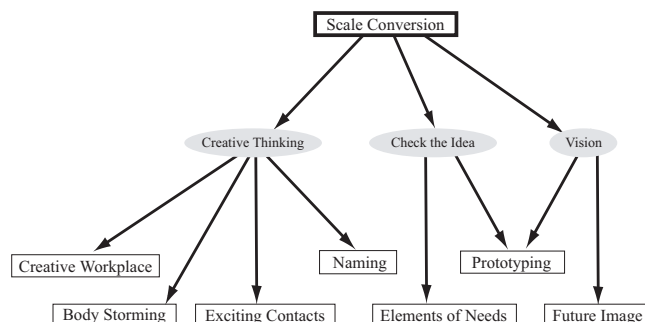 Scale Conversion
Creative Thinking
Check the Idea
Vision
Creative Workplace
Naming
Prototyping
Body Storming
Exciting Contacts
Elements of Needs
Future Image